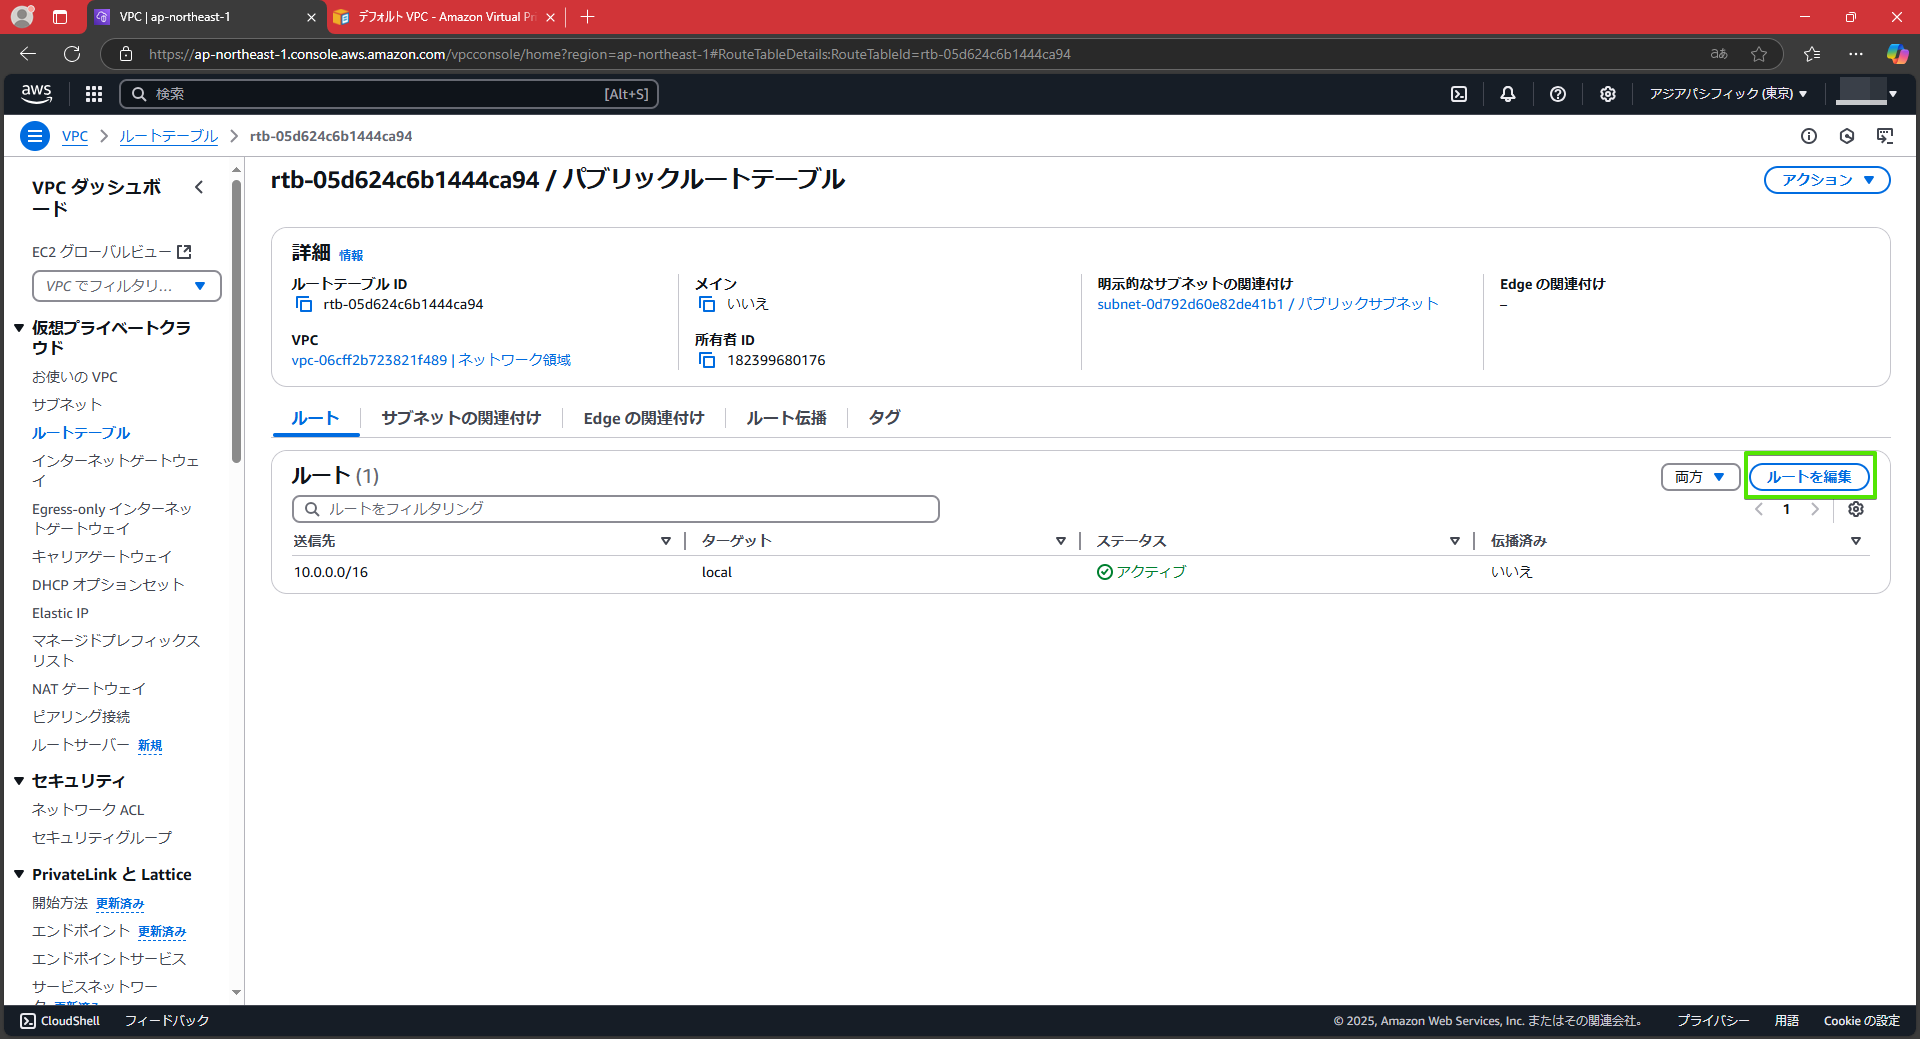 VPC | ap-northeast-1
デフォルト VPC - Amazon Virtual Pri
https://ap-northeast-1.console.aws.amazon.com/vpcconsole/home?region=ap-northeast-1#RouteTableDetails:RouteTableId=rtb-05d624c6b1444ca94
aあ
aws
検索
[Alt+S]
アジアパシフィック (東京)
VPC
ルートテーブル
rtb-05d624c6b1444ca94
VPC ダッシュボ
ード
EC2 グローバルビュー
VPC でフィルタリ...
仮想プライベートクラ
ウド
お使いの VPC
サブネット
ルートテーブル
インターネットゲートウェ
イ
Egress-only インターネッ
トゲートウェイ
キャリアゲートウェイ
DHCP オプションセット
Elastic IP
マネージドプレフィックス
リスト
NAT ゲートウェイ
ピアリング接続
ルートサーバー 新規
セキュリティ
ネットワーク ACL
セキュリティグループ
PrivateLink と Lattice
開始方法 更新済み
エンドポイント 更新済み
エンドポイントサービス
サービスネットワー
ク 更新済み
rtb-05d624c6b1444ca94 / パブリックルートテーブル
アクション
詳細 情報
ルートテーブル ID
rtb-05d624c6b1444ca94
メイン
いいえ
明示的なサブネットの関連付け
subnet-0d792d60e82de41b1 / パブリックサブネット
Edge の関連付け
–
VPC
vpc-06cff2b723821f489 | ネットワーク領域
所有者 ID
182399680176
ルート
サブネットの関連付け
Edge の関連付け
ルート伝播
タグ
ルート (1)
両方
ルートを編集
ルートをフィルタリング
1
送信先
ターゲット
ステータス
伝播済み
10.0.0.0/16
local
アクティブ
いいえ
CloudShell
フィードバック
© 2025, Amazon Web Services, Inc. またはその関連会社。
プライバシー
用語
Cookie の設定